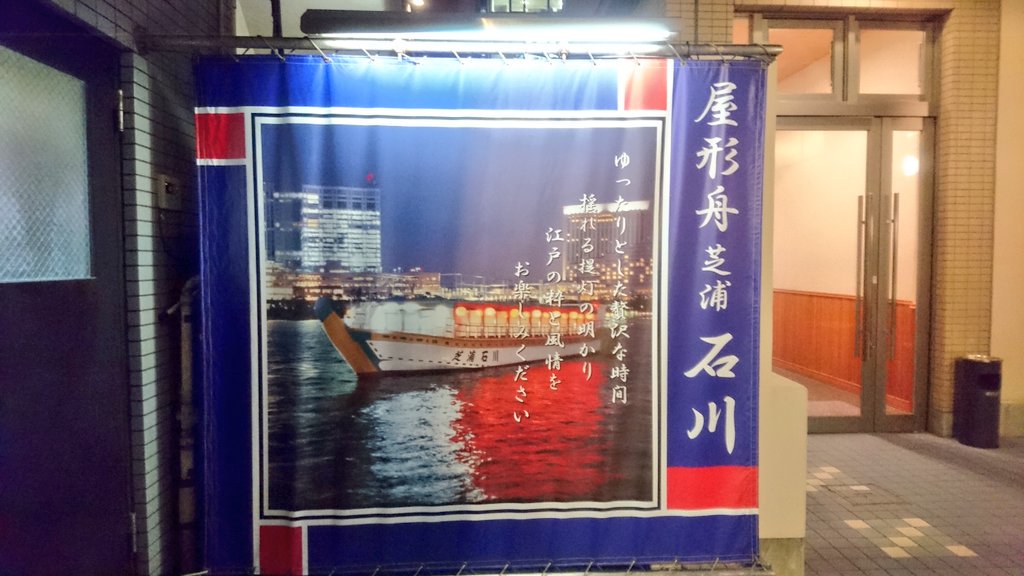 屋形舟 芝浦 石川
ゆったりとした贅沢な時間
揺れる提灯の明かり
江戸の粋と風情を
お楽しみください
芝浦石川